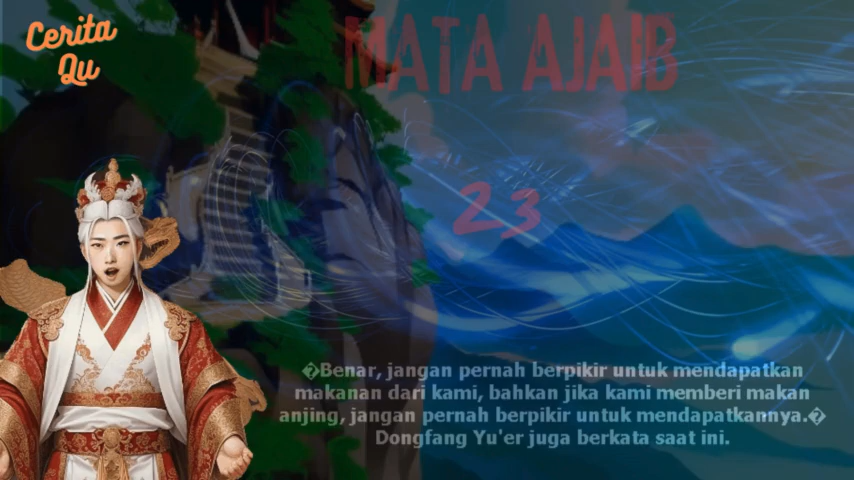 Cerita
Qu
MATA AJAIB
23
�Benar, jangan pernah berpikir untuk mendapatkan
makanan dari kami, bahkan jika kami memberi makan
anjing, jangan pernah berpikir untuk mendapatkannya.�
Dongfang Yu'er juga berkata saat ini.